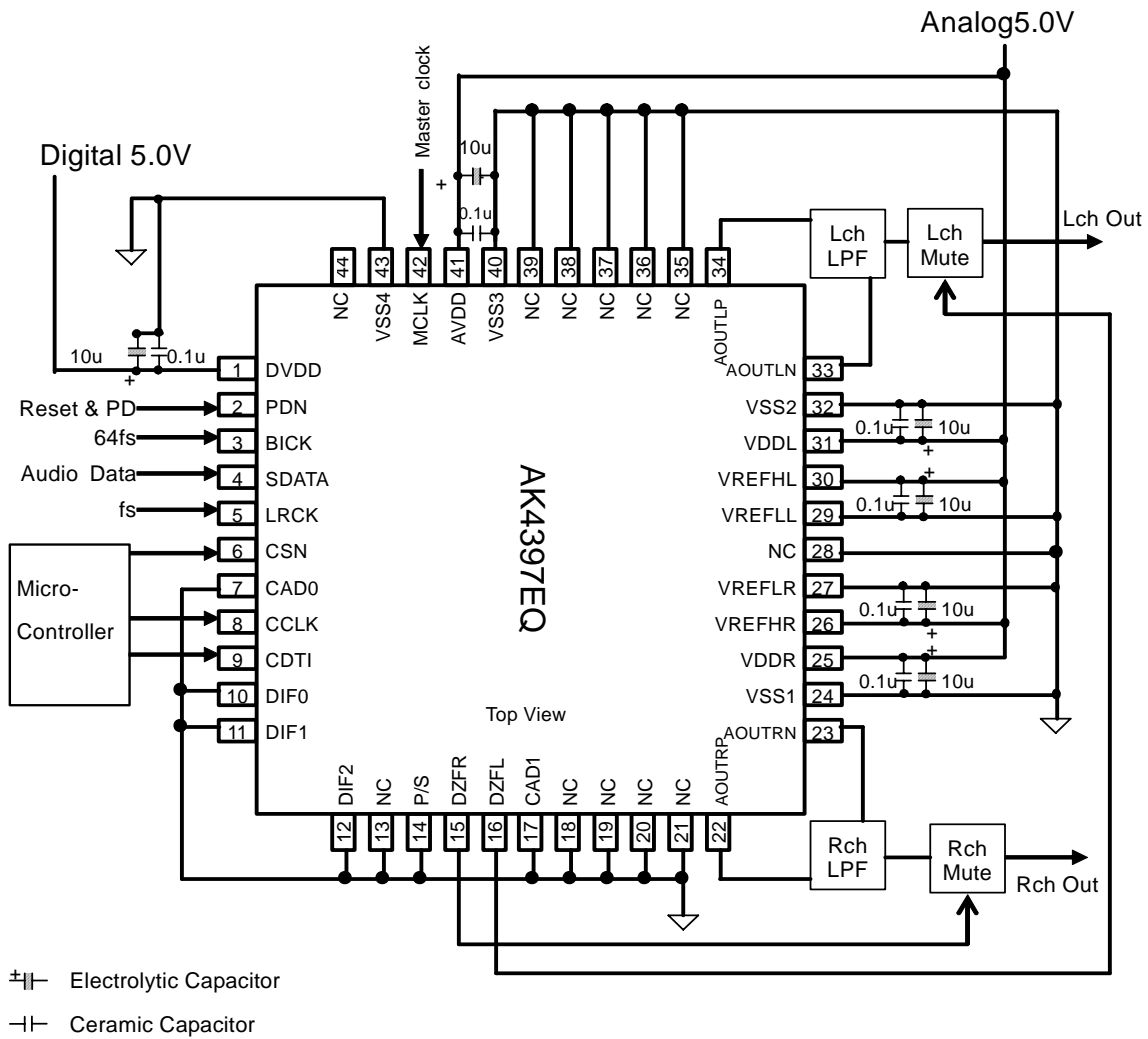 Analog5.0V
Master clock
10u
+
Digital 5.0V
0.1u
Lch Out
Lch
LPF
Lch
Mute
44
43
42
41
40
39
38
37
36
35
34
NC
VSS4
MCLK
AVDD
VSS3
NC
NC
NC
NC
NC
AOUTLP
10u
0.1u
+
1 DVDD
AOUTLN 33
Reset & PD
2 PDN
VSS2 32
0.1u
10u
+
64fs
3 BICK
VDDL 31
Audio Data
4 SDATA
VREFHL 30
+
0.1u
10u
fs
5 LRCK
VREFLL 29
6 CSN
NC 28
Micro-
Controller
7 CAD0
VREFLR 27
0.1u
10u
+
8 CCLK
VREFHR 26
9 CDTI
VDDR 25
+
0.1u
10u
10 DIF0
VSS1 24
11 DIF1
AOUTRN 23
AK4397EQ
Top View
DIF2
NC
P/S
DZFR
DZFL
CAD1
NC
NC
NC
NC
AOUTRP
12
13
14
15
16
17
18
19
20
21
22
Rch
LPF
Rch
Mute
Rch Out
+
Electrolytic Capacitor
Ceramic Capacitor